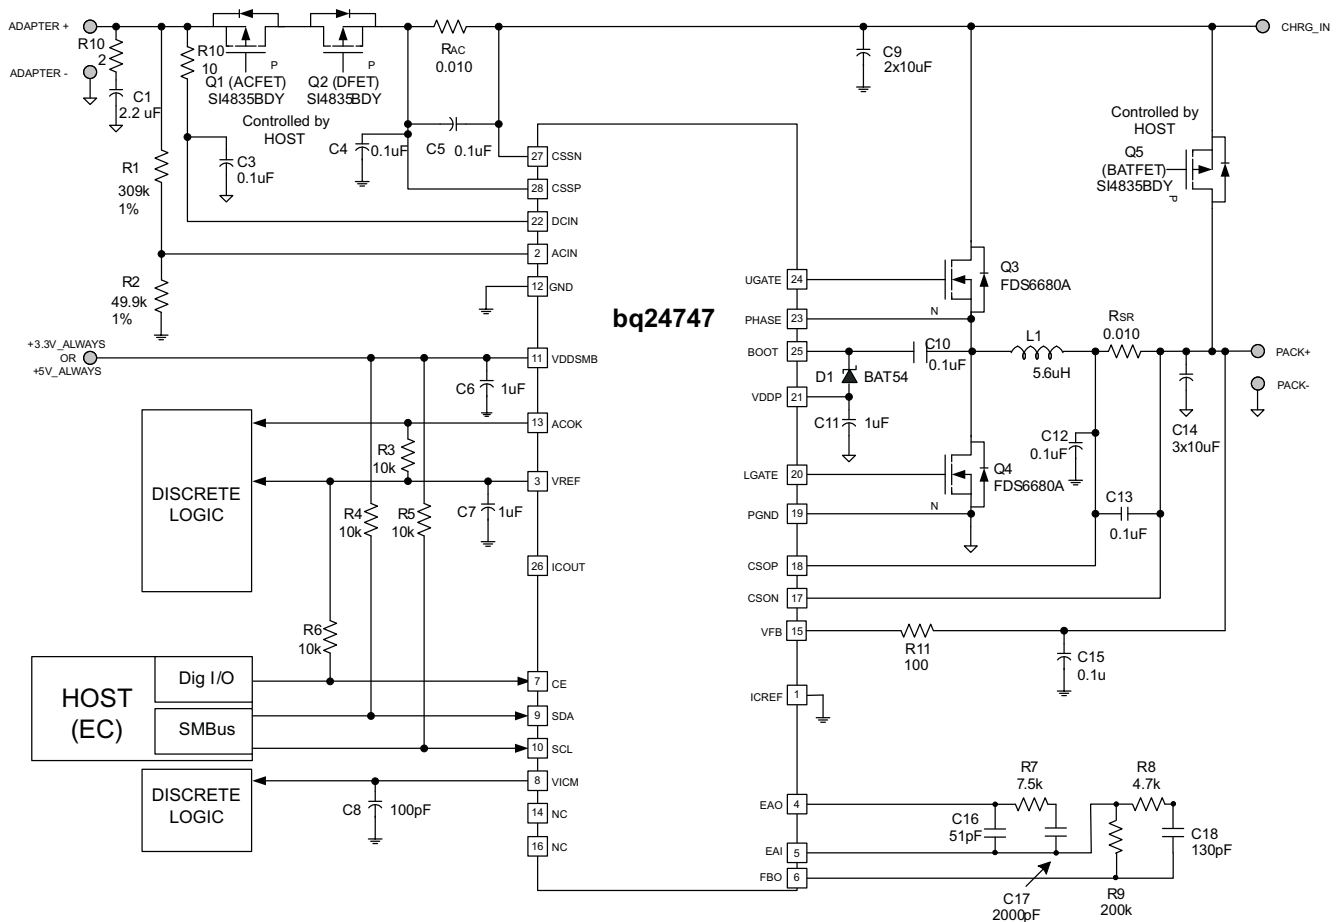 ADAPTER +
CHRG_IN
R10
2
R10
10
P
P
RAC
0.010
C9
2x10uF
ADAPTER -
C1
2.2 uF
Q1 (ACFET)
SI4835BDY
Q2 (DFET)
SI4835BDY
Controlled by
HOST
C3
0.1uF
C4
0.1uF
C5
0.1uF
Controlled by
HOST
Q5
(BATFET)
SI4835BDY
P
R1
309k
1%
R2
49.9k
1%
27 CSSN
28 CSSP
22 DCIN
2 ACIN
12 GND
bq24747
UGATE 24
PHASE 23
BOOT 25
VDDP 21
LGATE 20
PGND 19
CSOP 18
CSON 17
VFB 15
ICREF 1
EAO 4
EAI 5
FBO 6
Q3
FDS6680A
N
C10
0.1uF
L1
5.6uH
RSR
0.010
PACK+
PACK-
D1
BAT54
C11
1uF
C12
0.1uF
C14
3x10uF
Q4
FDS6680A
N
C13
0.1uF
R11
100
C15
0.1u
+3.3V_ALWAYS
OR
+5V_ALWAYS
11 VDDSMB
C6
1uF
13 ACOK
R3
10k
3 VREF
DISCRETE
LOGIC
R4
10k
R5
10k
C7
1uF
26 ICOUT
R6
10k
HOST
(EC)
Dig I/O
SMBus
7 CE
9 SDA
10 SCL
8 VICM
14 NC
16 NC
DISCRETE
LOGIC
C8
100pF
R7
7.5k
R8
4.7k
C16
51pF
C18
130pF
C17
2000pF
R9
200k